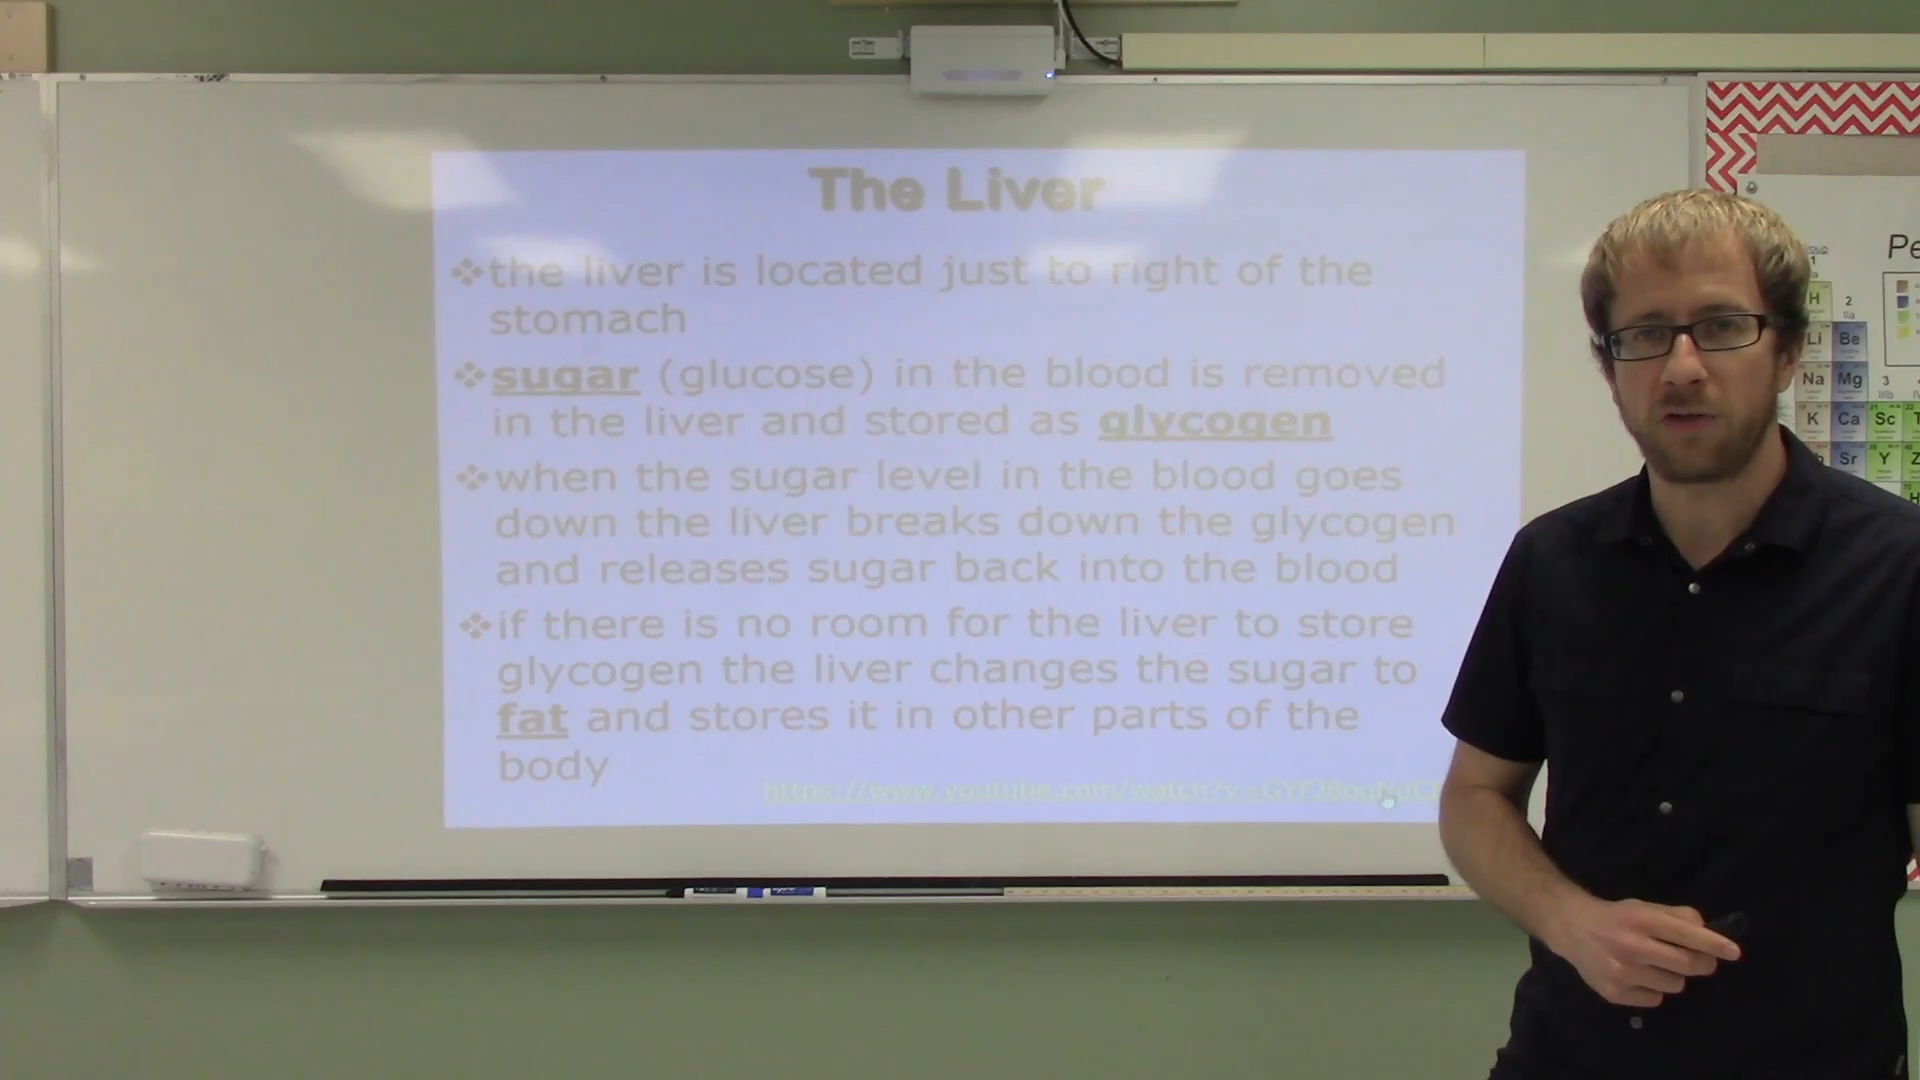 The Liver
❖the liver is located just to right of the
stomach
❖sugar (glucose) in the blood is removed
in the liver and stored as glycogen
❖when the sugar level in the blood goes
down the liver breaks down the glycogen
and releases sugar back into the blood
❖if there is no room for the liver to store
glycogen the liver changes the sugar to
fat and stores it in other parts of the
body
Pe
1
H 2
IIa
Li Be
Na Mg 3
IIIb
K Ca Sc
Sr Y